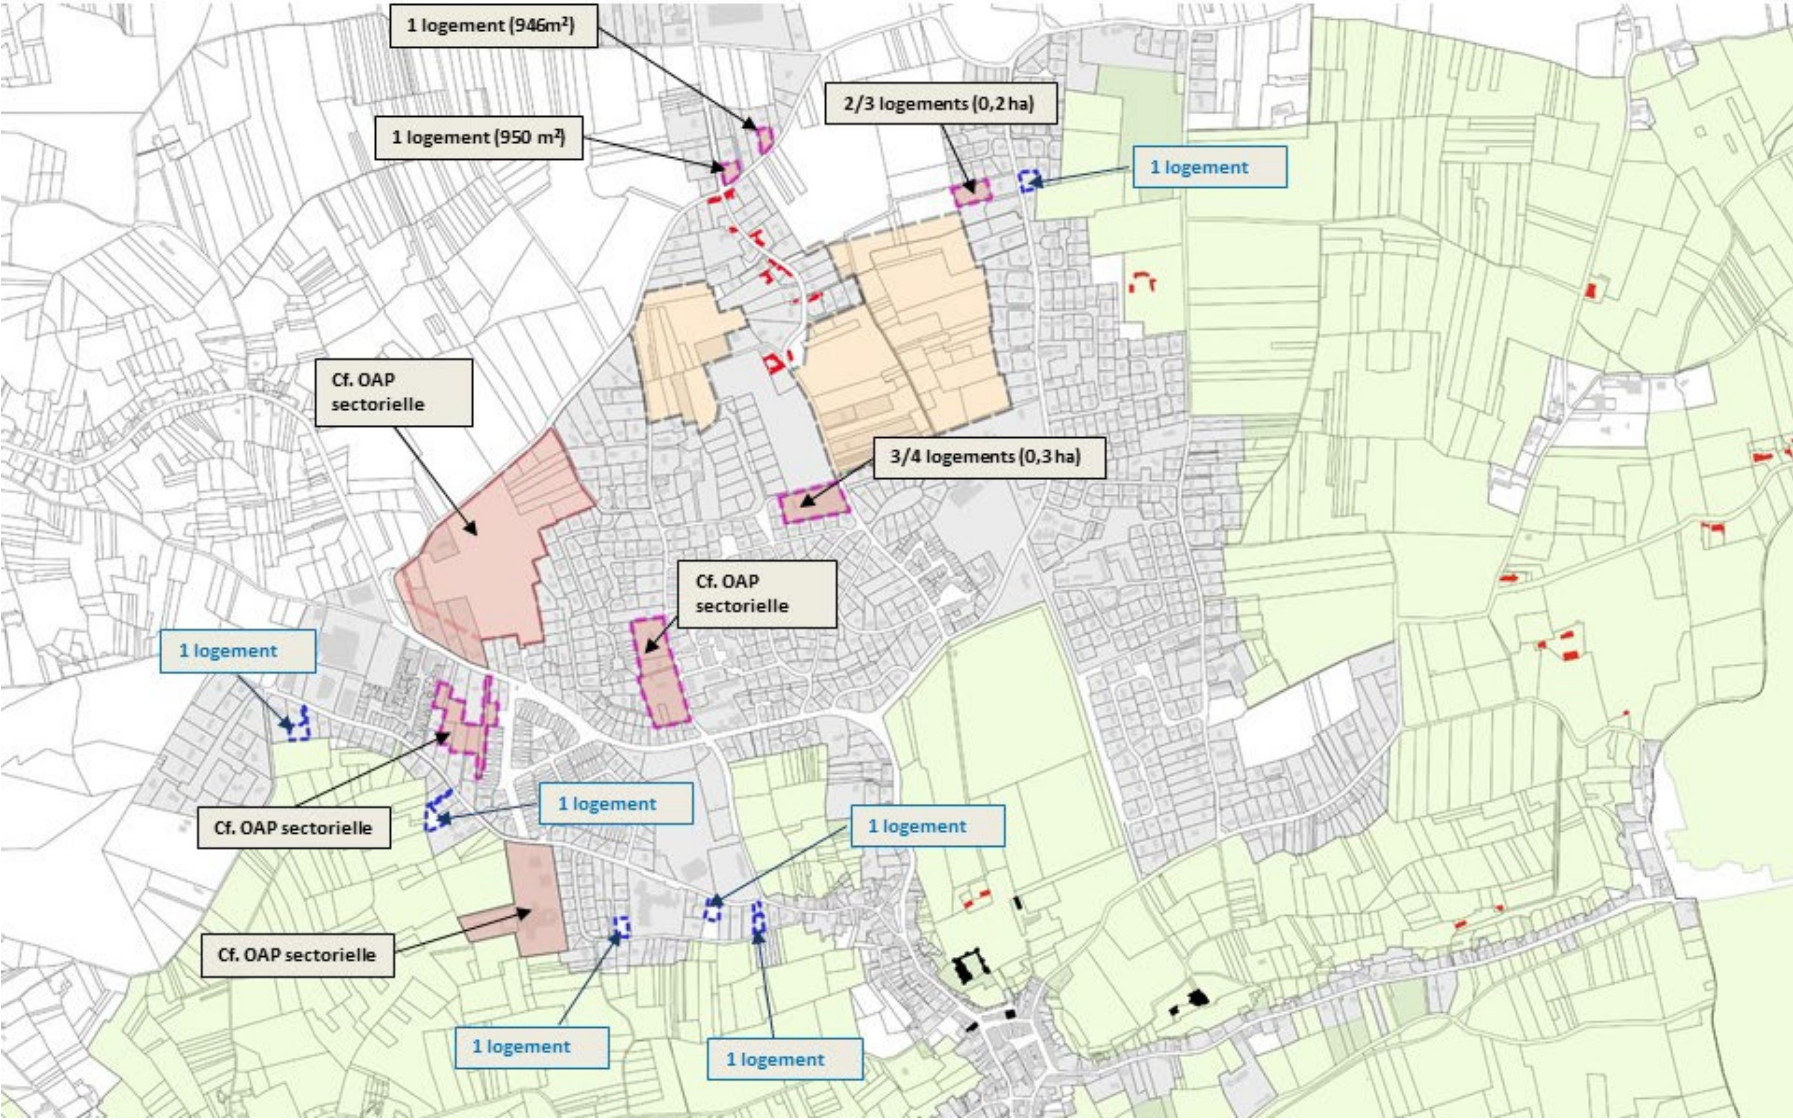 1 logement (946m²)
2/3 logements (0,2 ha)
1 logement (950 m²)
1 logement
Cf. OAP
sectorielle
3/4 logements (0,3 ha)
Cf. OAP
sectorielle
1 logement
1 logement
Cf. OAP sectorielle
1 logement
Cf. OAP sectorielle
1 logement
1 logement